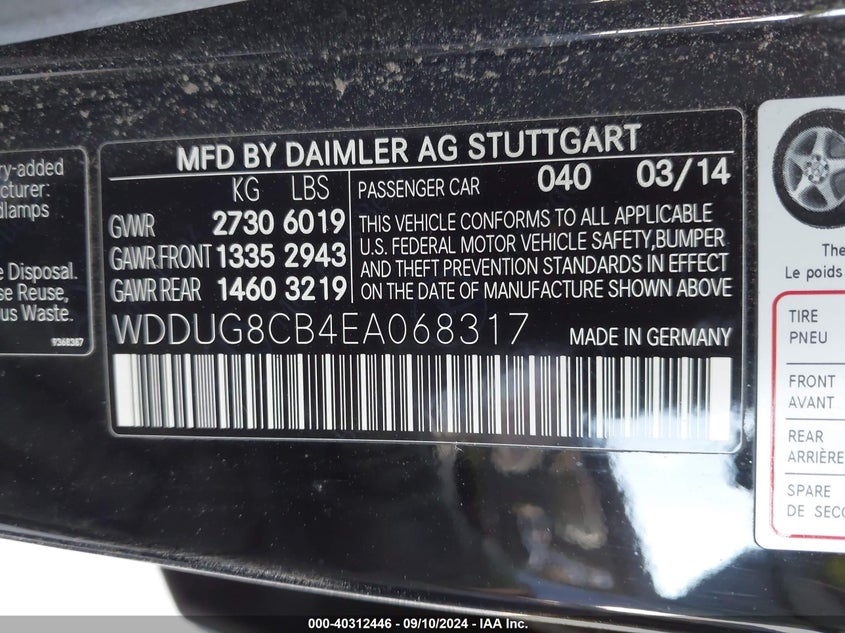 ry-added
cturer:
dlamps
e Disposal.
se Reuse,
us Waste.
9368387
MFD BY DAIMLER AG STUTTGART
KG LBS
GVWR 2730 6019
GAWR FRONT 1335 2943
GAWR REAR 1460 3219
PASSENGER CAR 040 03/14
THIS VEHICLE CONFORMS TO ALL APPLICABLE
U.S. FEDERAL MOTOR VEHICLE SAFETY,BUMPER
AND THEFT PREVENTION STANDARDS IN EFFECT
ON THE DATE OF MANUFACTURE SHOWN ABOVE
WDDUG8CB4EA068317 MADE IN GERMANY
The
Le poids
TIRE
PNEU
FRONT
AVANT
REAR
ARRIÈRE
SPARE
DE SECO
000-40312446 - 09/10/2024 - IAA Inc.